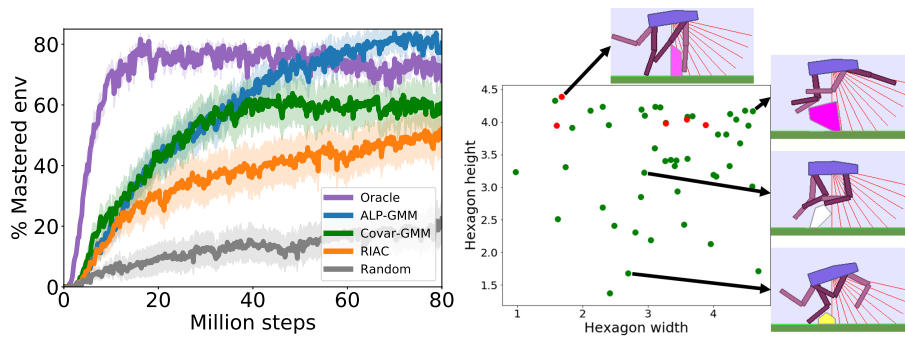 % Mastered env
80
60
40
20
0
0 20 40 60 80
Million steps
Oracle
ALP-GMM
Covar-GMM
RIAC
Random
Hexagon height
4.5
4.0
3.5
3.0
2.5
2.0
1.5
1 2 3 4
Hexagon width